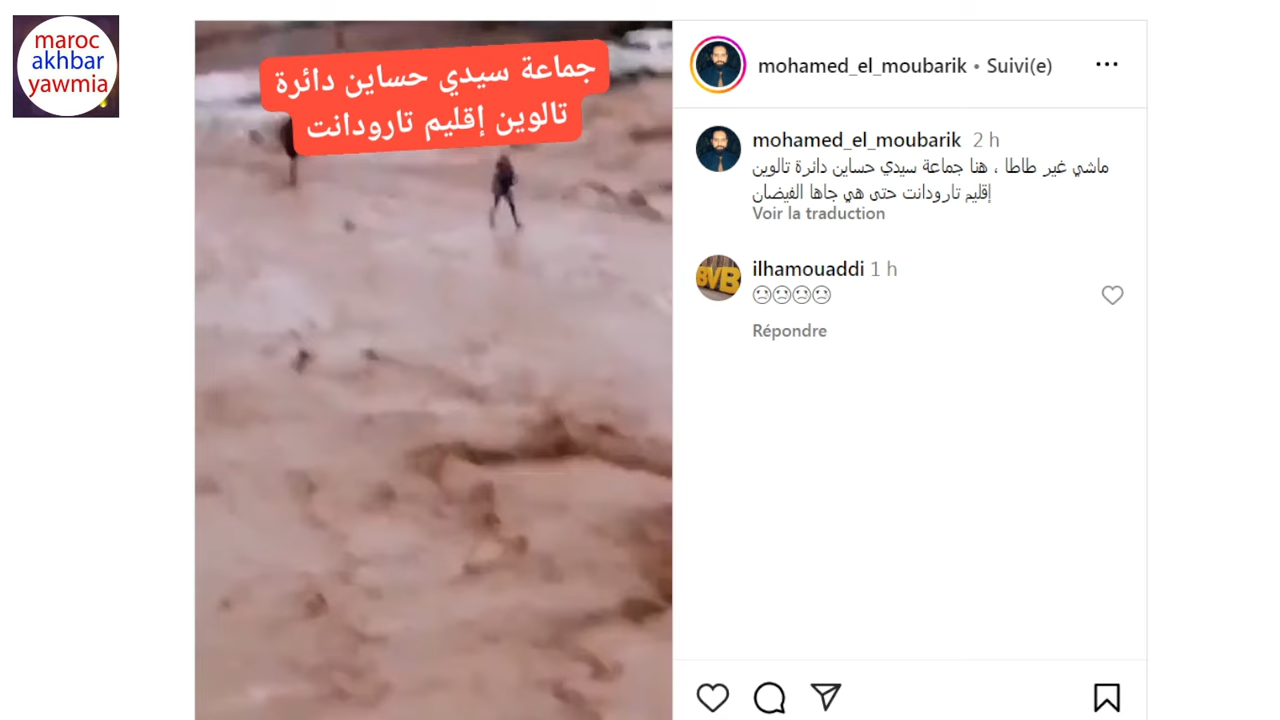 maroc
akhbar
yawmia
جماعة سيدي حساين دائرة
تالوين إقليم تارودانت
mohamed_el_moubarik • Suivi(e)
mohamed_el_moubarik 2 h
ماشي غير طاطا ، هنا جماعة سيدي حساين دائرة تالوين
إقليم تارودانت حتى هي جاها الفيضان
Voir la traduction
BVB
ilhamouaddi 1 h
Répondre